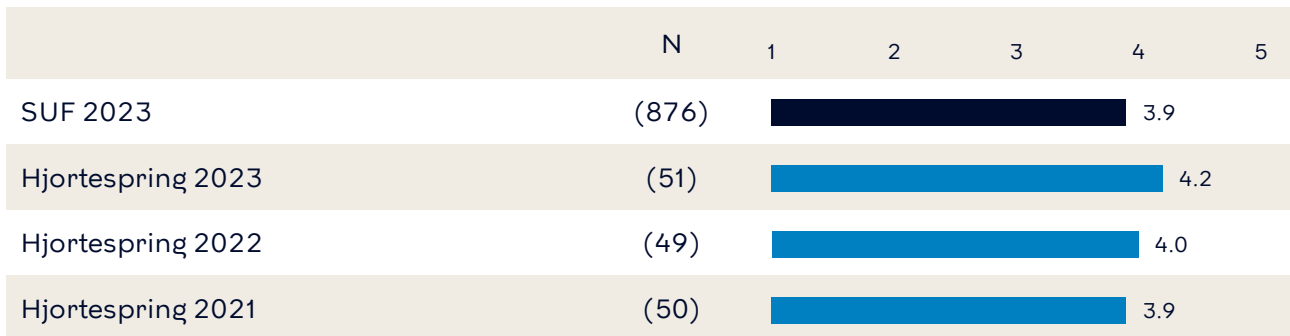 N 1 2 3 4 5
SUF 2023 (876) 3.9
Hjortespring 2023 (51) 4.2
Hjortespring 2022 (49) 4.0
Hjortespring 2021 (50) 3.9